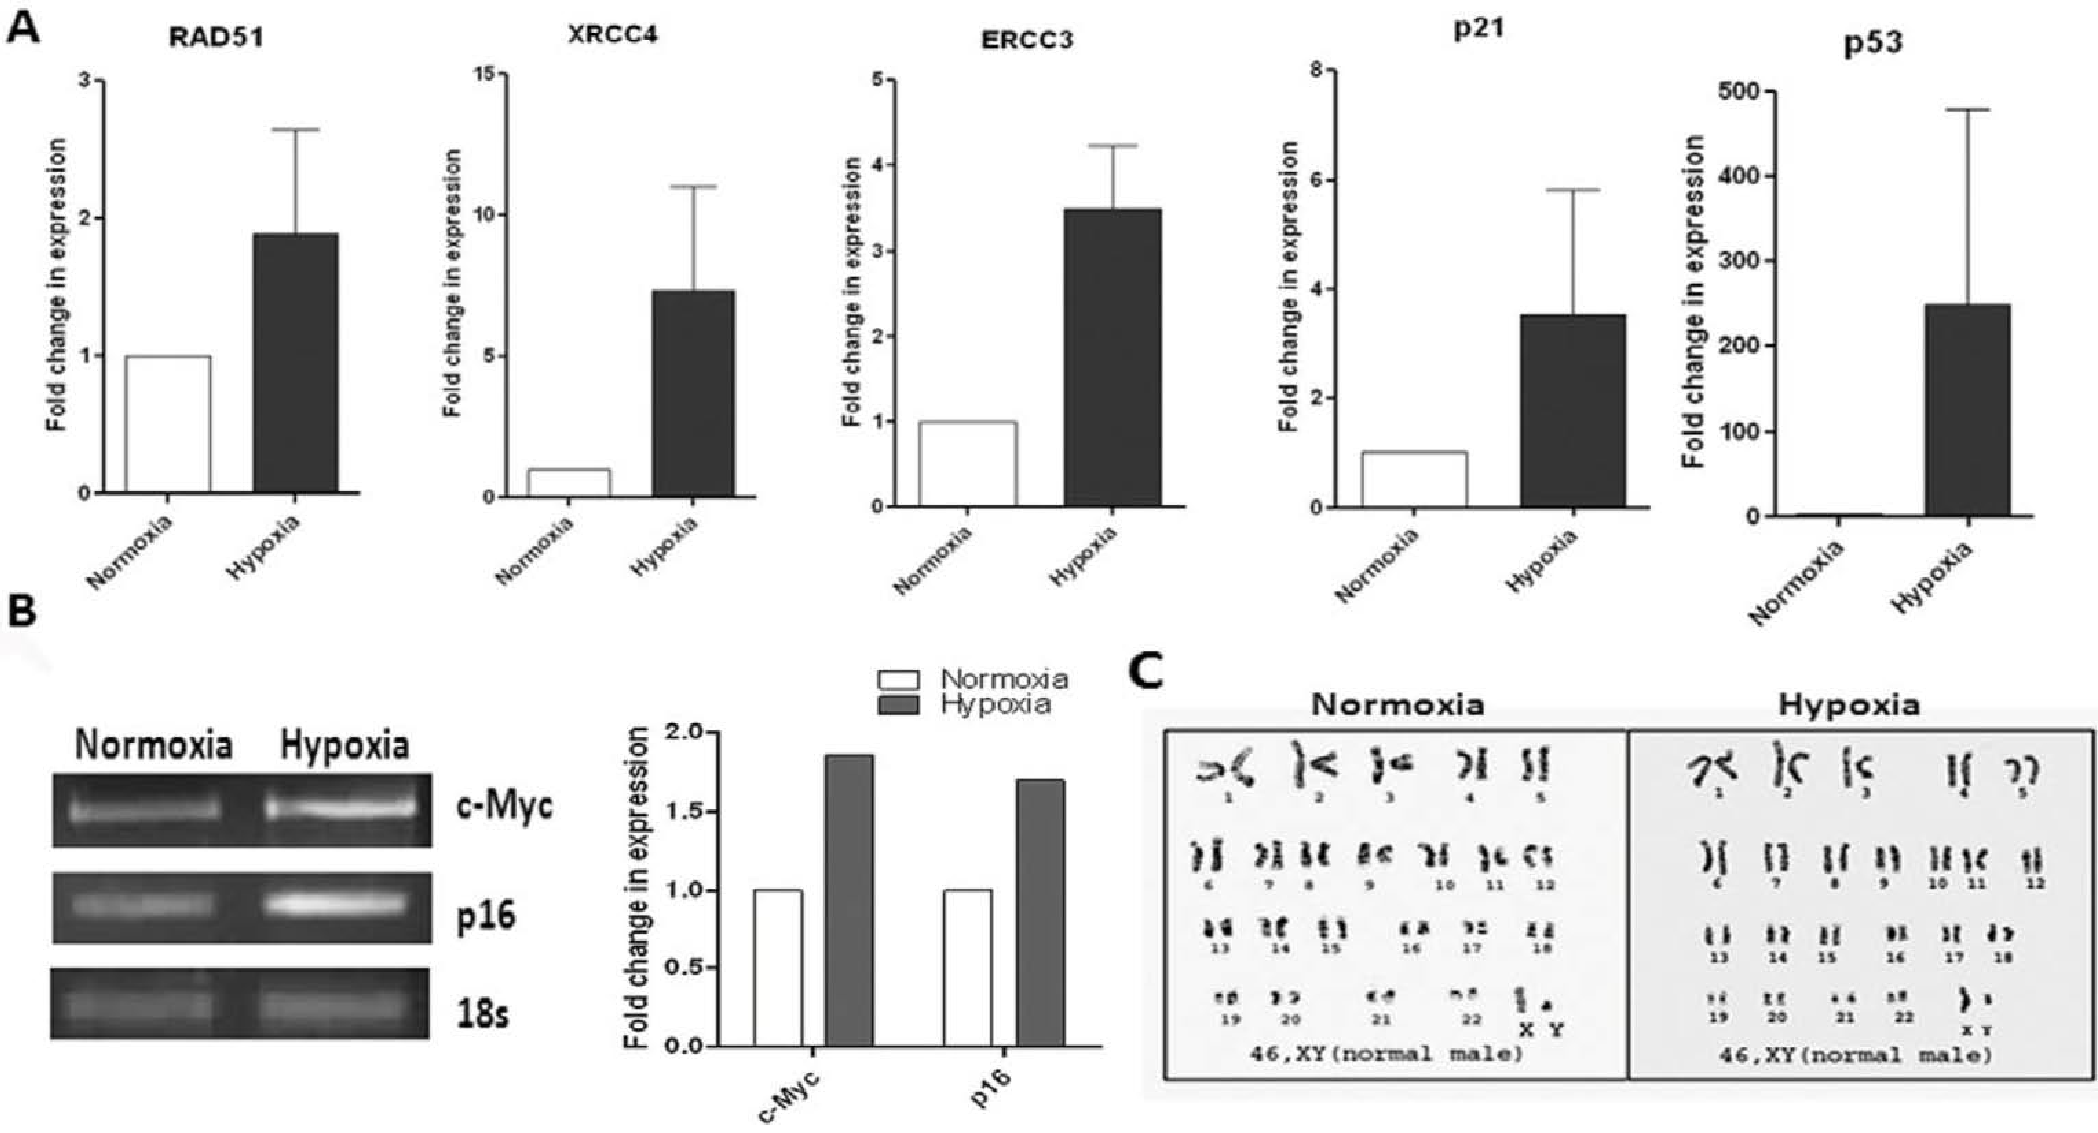 A
RAD51
Fold change in expression
3
2
1
0
Normoxia
Hypoxia
XRCC4
Fold change in expression
15
10
5
0
Normoxia
Hypoxia
ERCC3
Fold change in expression
5
4
3
2
1
0
Normoxia
Hypoxia
p21
Fold change in expression
8
6
4
2
0
Normoxia
Hypoxia
p53
Fold change in expression
500
400
300
200
100
0
Normoxia
Hypoxia
B
Normoxia Hypoxia
c-Myc
p16
18s
Normoxia
Hypoxia
Fold change in expression
2.0
1.5
1.0
0.5
0.0
c-Myc
p16
C
Normoxia
1 2 3 4 5
6 7 8 9 10 11 12
13 14 15 16 17 18
19 20 21 22 X Y
46,XY(normal male)
Hypoxia
1 2 3 4 5
6 7 8 9 10 11 12
13 14 15 16 17 18
19 20 21 22 X Y
46,XY(normal male)